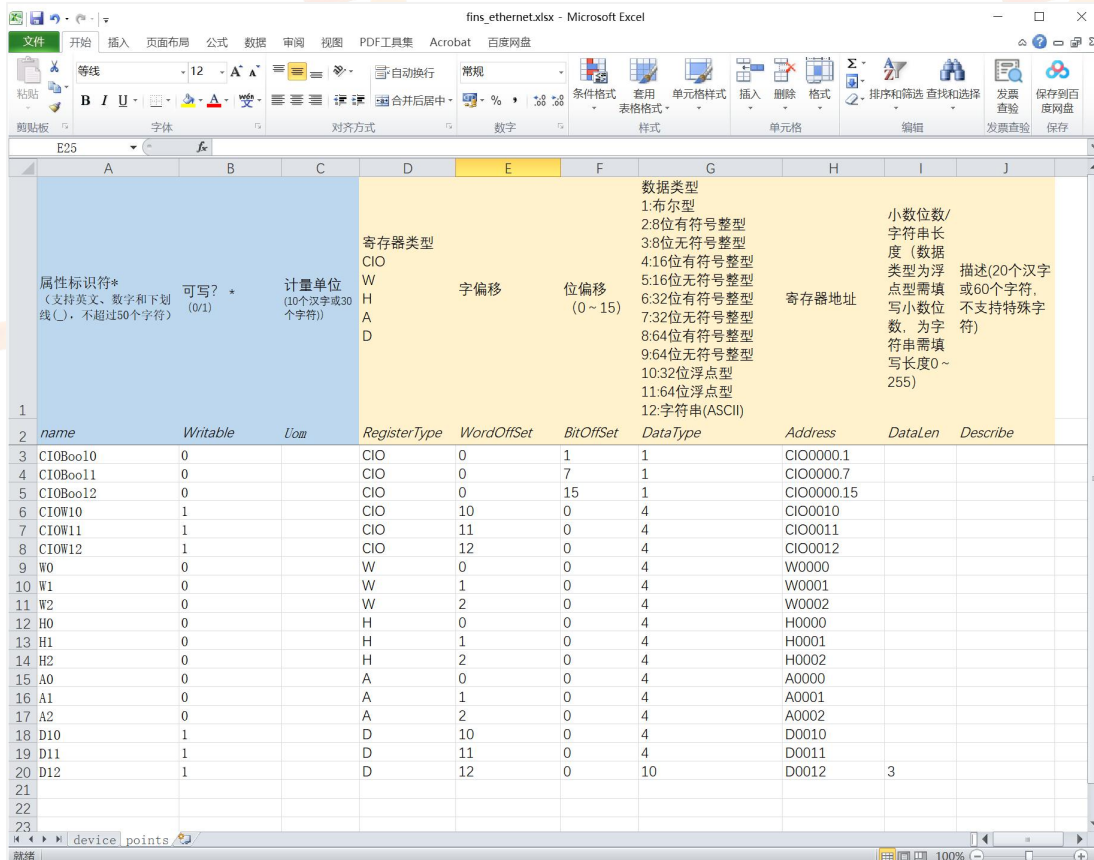 fins_ethernet.xlsx - Microsoft Excel
文件 开始 插入 页面布局 公式 数据 审阅 视图 PDF工具集 Acrobat 百度网盘
粘贴
等线 12 A A
自动换行
常规
B I U A wén 变
合并后居中
% ,
条件格式 套用 单元格样式 插入 删除 格式
表格格式
Σ 排序和筛选 查找和选择
发票 保存到百
查验 度网盘
剪贴板 字体 对齐方式 数字 样式 单元格 编辑 发票查验 保存
E25 fx
A B C D E F G H I J
属性标识符*
(支持英文、数字和下划
线(_),不超过50个字符)
可写? *
(0/1)
计量单位
(10个汉字或30
个字符))
寄存器类型
CIO
W
H
A
D
字偏移
位偏移
(0~15)
数据类型
1:布尔型
2:8位有符号整型
3:8位无符号整型
4:16位有符号整型
5:16位无符号整型
6:32位有符号整型
7:32位无符号整型
8:64位有符号整型
9:64位无符号整型
10:32位浮点型
11:64位浮点型
12:字符串(ASCII)
寄存器地址
小数位数/
字符串长
度(数据
类型为浮
点型需填
写小数位
数,为字
符串需填
写长度0~
255)
描述(20个汉字
或60个字符,
不支持特殊字
符)
1
2 name Writable Uom RegisterType WordOffSet BitOffSet DataType Address DataLen Describe
3 CIOBool0 0 CIO 0 1 1 CIO0000.1
4 CIOBool1 0 CIO 0 7 1 CIO0000.7
5 CIOBool2 0 CIO 0 15 1 CIO0000.15
6 CIOW10 1 CIO 10 0 4 CIO0010
7 CIOW11 1 CIO 11 0 4 CIO0011
8 CIOW12 1 CIO 12 0 4 CIO0012
9 W0 0 W 0 0 4 W0000
10 W1 0 W 1 0 4 W0001
11 W2 0 W 2 0 4 W0002
12 H0 0 H 0 0 4 H0000
13 H1 0 H 1 0 4 H0001
14 H2 0 H 2 0 4 H0002
15 A0 0 A 0 0 4 A0000
16 A1 0 A 1 0 4 A0001
17 A2 0 A 2 0 4 A0002
18 D10 1 D 10 0 4 D0010
19 D11 1 D 11 0 4 D0011
20 D12 1 D 12 0 10 D0012 3
21
22
23
device points
就绪 100%